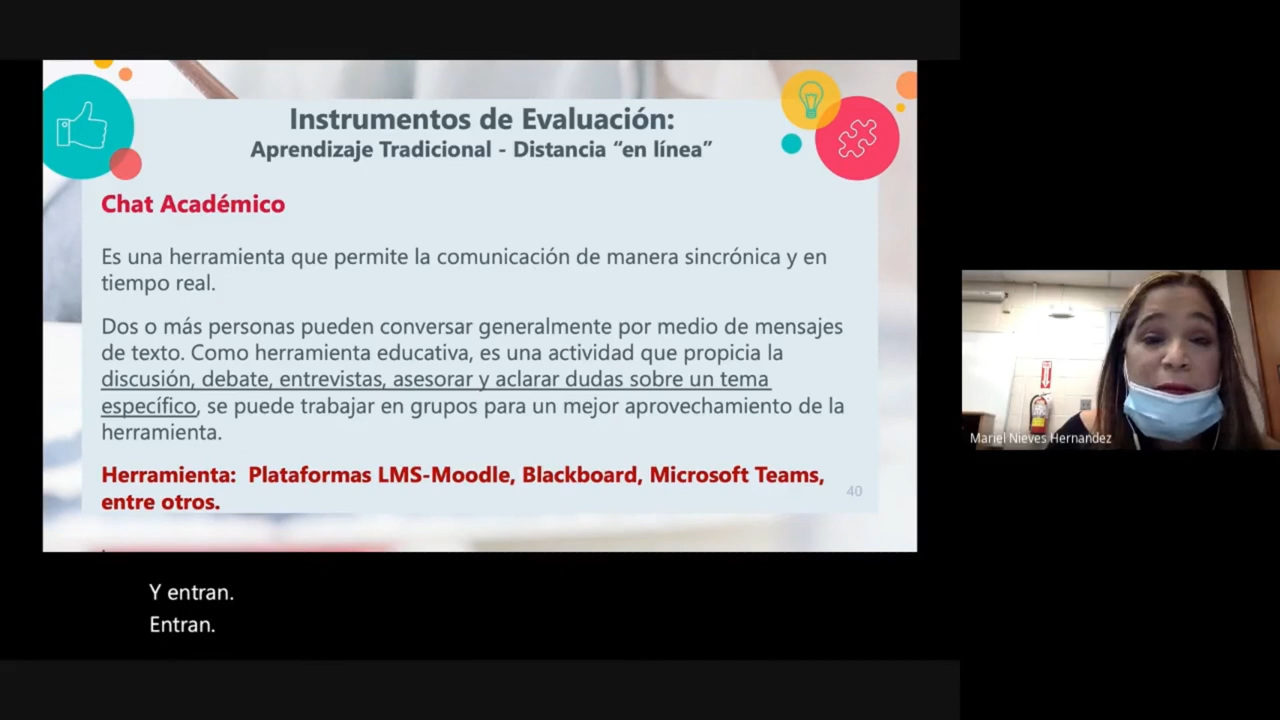 Instrumentos de Evaluación:
Aprendizaje Tradicional - Distancia “en línea”
Chat Académico
Es una herramienta que permite la comunicación de manera sincrónica y en
tiempo real.
Dos o más personas pueden conversar generalmente por medio de mensajes
de texto. Como herramienta educativa, es una actividad que propicia la
discusión, debate, entrevistas, asesorar y aclarar dudas sobre un tema
específico, se puede trabajar en grupos para un mejor aprovechamiento de la
herramienta.
Herramienta: Plataformas LMS-Moodle, Blackboard, Microsoft Teams,
entre otros.
40
Mariel Nieves Hernandez
Y entran.
Entran.